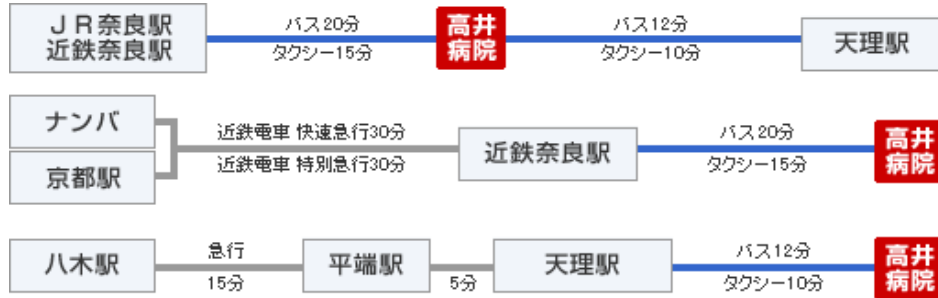 JR奈良駅
近鉄奈良駅
バス20分
タクシー15分
高井
病院
バス12分
タクシー10分
天理駅
ナンバ
京都駅
近鉄電車 快速急行30分
近鉄電車 特別急行30分
近鉄奈良駅
バス20分
タクシー15分
高井
病院
八木駅
急行
15分
平端駅
5分
天理駅
バス12分
タクシー10分
高井
病院